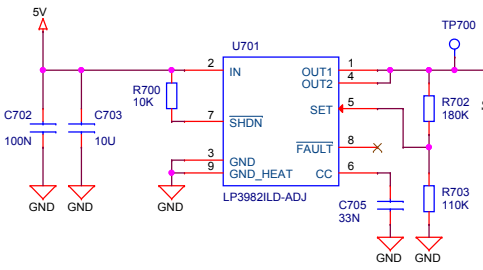 5V
TP700
U701
2
IN
OUT1
1
OUT2
4
R700
10K
SET
5
R702
180K
C702
100N
C703
10U
7
SHDN
FAULT
8
3
GND
9
GND_HEAT
CC
6
LP3982ILD-ADJ
C705
33N
R703
110K
GND
GND
GND
GND
GND